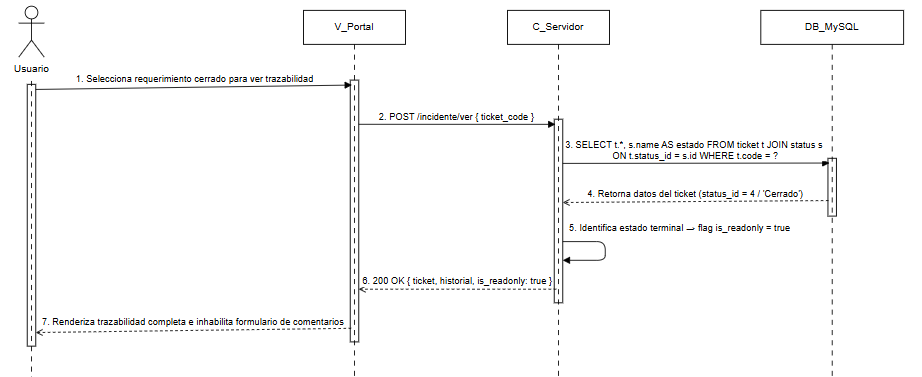 V_Portal
C_Servidor
DB_MySQL
Usuario
1. Selecciona requerimiento cerrado para ver trazabilidad
2. POST /incidente/ver { ticket_code }
3. SELECT t.*, s.name AS estado FROM ticket t JOIN status s
ON t.status_id = s.id WHERE t.code = ?
4. Retorna datos del ticket (status_id = 4 / 'Cerrado')
5. Identifica estado terminal → flag is_readonly = true
6. 200 OK { ticket, historial, is_readonly: true }
7. Renderiza trazabilidad completa e inhabilita formulario de comentarios